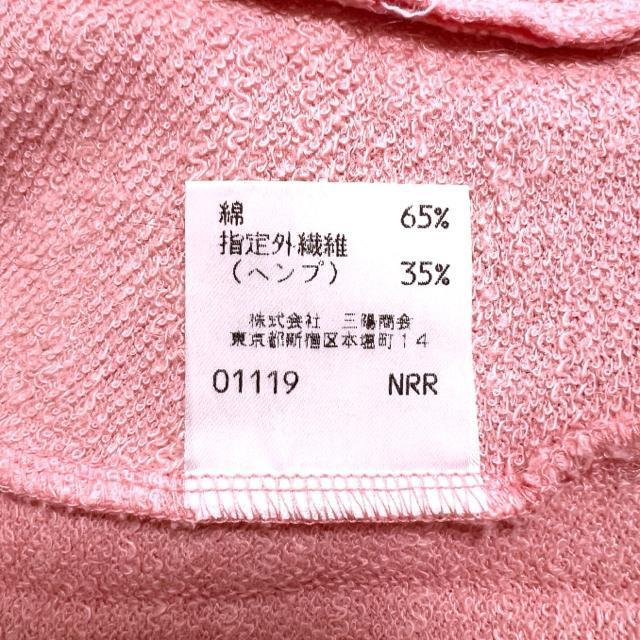 綿 65%
指定外繊維
(ヘンプ) 35%
株式会社 三陽商会
東京都新宿区本塩町14
01119 NRR